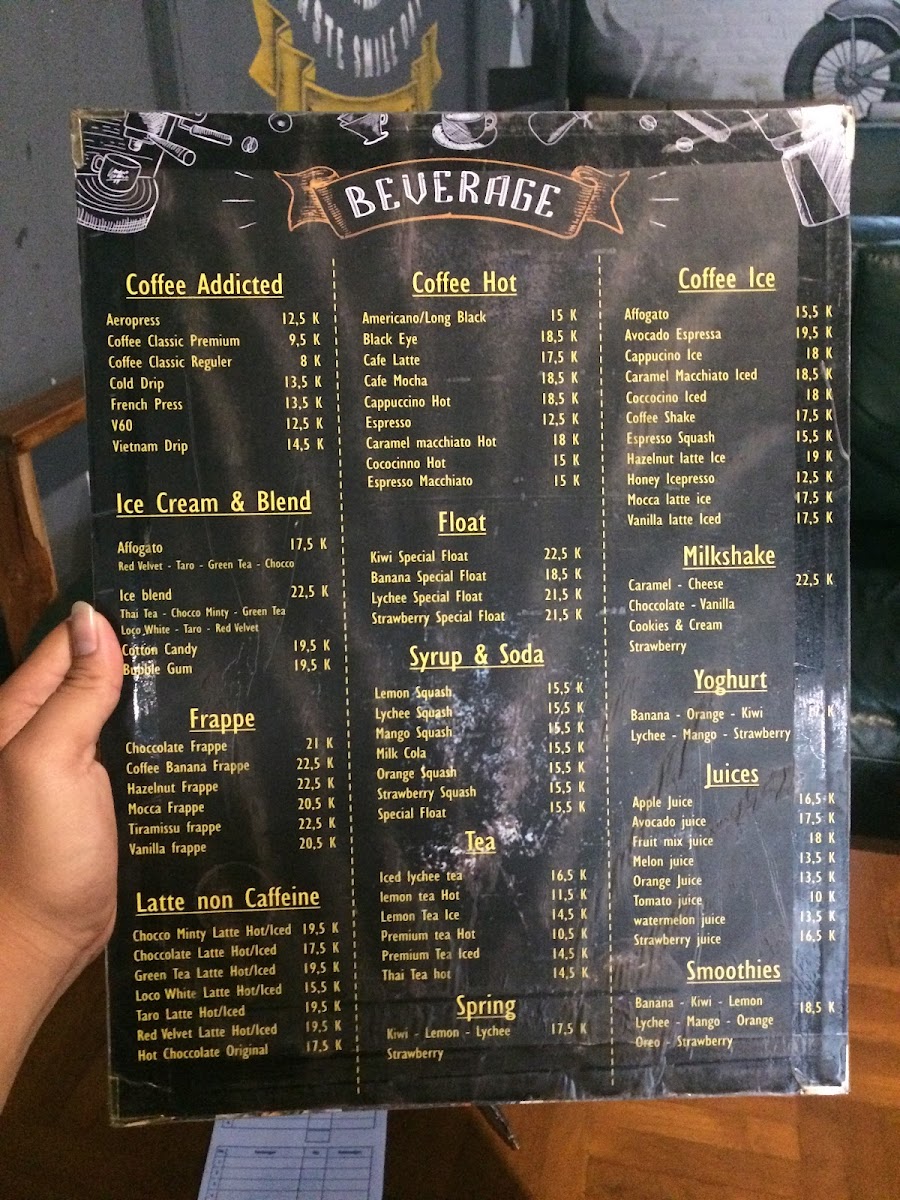 STE SMILE
BEVERAGE
Coffee Addicted
Aeropress 12,5 K
Coffee Classic Premium 9,5 K
Coffee Classic Reguler 8 K
Cold Drip 13,5 K
French Press 13,5 K
V60 12,5 K
Vietnam Drip 14,5 K
Ice Cream & Blend
Affogato 17,5 K
Red Velvet - Taro - Green Tea - Chocco
Ice blend 22,5 K
Thai Tea - Chocco Minty - Green Tea
Loco White - Taro - Red Velvet
Cotton Candy 19,5 K
Bubble Gum 19,5 K
Frappe
Choccolate Frappe 21 K
Coffee Banana Frappe 22,5 K
Hazelnut Frappe 22,5 K
Mocca Frappe 20,5 K
Tiramissu frappe 22,5 K
Vanilla frappe 20,5 K
Latte non Caffeine
Chocco Minty Latte Hot/Iced 19,5 K
Choccolate Latte Hot/Iced 17,5 K
Green Tea Latte Hot/Iced 19,5 K
Loco White Latte Hot/Iced 15,5 K
Taro Latte Hot/Iced 19,5 K
Red Velvet Latte Hot/Iced 19,5 K
Hot Choccolate Original 17,5 K
Coffee Hot
Americano/Long Black 15 K
Black Eye 18,5 K
Cafe Latte 17,5 K
Cafe Mocha 18,5 K
Cappuccino Hot 18,5 K
Espresso 12,5 K
Caramel macchiato Hot 18 K
Cococinno Hot 15 K
Espresso Macchiato 15 K
Float
Kiwi Special Float 22,5 K
Banana Special Float 18,5 K
Lychee Special Float 21,5 K
Strawberry Special Float 21,5 K
Syrup & Soda
Lemon Squash 15,5 K
Lychee Squash 15,5 K
Mango Squash 15,5 K
Milk Cola 15,5 K
Orange Squash 15,5 K
Strawberry Squash 15,5 K
Special Float 15,5 K
Tea
Iced lychee tea 16,5 K
lemon tea Hot 11,5 K
Lemon Tea Ice 14,5 K
Premium tea Hot 10,5 K
Premium Tea Iced 14,5 K
Thai Tea hot 14,5 K
Spring
Kiwi - Lemon - Lychee 17,5 K
Strawberry
Coffee Ice
Affogato 15,5 K
Avocado Espressa 19,5 K
Cappucino Ice 18 K
Caramel Macchiato Iced 18,5 K
Coccocino Iced 18 K
Coffee Shake 17,5 K
Espresso Squash 15,5 K
Hazelnut latte Ice 19 K
Honey Icepresso 12,5 K
Mocca latte ice 17,5 K
Vanilla latte Iced 17,5 K
Milkshake
Caramel - Cheese 22,5 K
Choccolate - Vanilla
Cookies & Cream
Strawberry
Yoghurt
Banana - Orange - Kiwi K
Lychee - Mango - Strawberry
Juices
Apple Juice 16,5 K
Avocado juice 17,5 K
Fruit mix juice 18 K
Melon juice 13,5 K
Orange Juice 13,5 K
Tomato juice 10 K
watermelon juice 13,5 K
Strawberry juice 16,5 K
Smoothies
Banana - Kiwi - Lemon
Lychee - Mango - Orange 18,5 K
Oreo - Strawberry